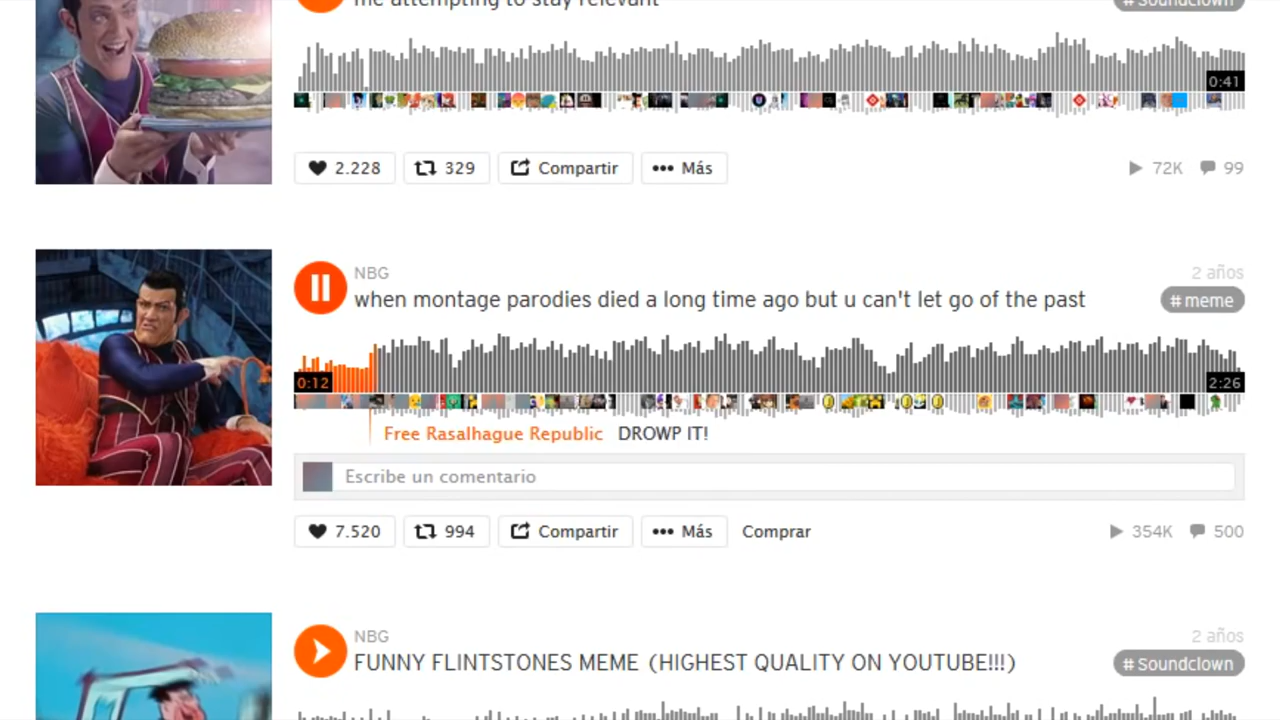 me attempting to stay relevant
# Soundclown
0:41
2.228
329
Compartir
••• Más
72K
99
NBG
2 años
when montage parodies died a long time ago but u can't let go of the past
# meme
0:12
2:26
Free Rasalhague Republic DROWP IT!
Escribe un comentario
7.520
994
Compartir
••• Más
Comprar
354K
500
NBG
2 años
FUNNY FLINTSTONES MEME (HIGHEST QUALITY ON YOUTUBE!!!)
# Soundclown